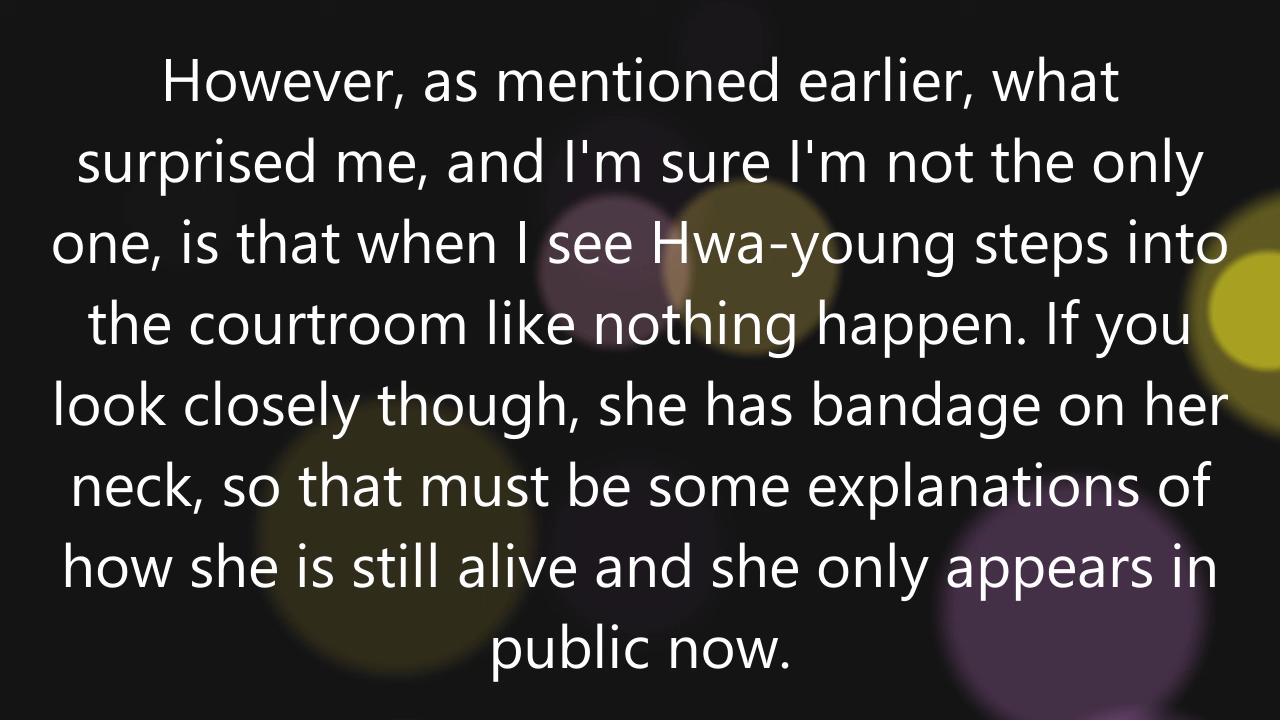 However, as mentioned earlier, what
surprised me, and I'm sure I'm not the only
one, is that when I see Hwa-young steps into
the courtroom like nothing happen. If you
look closely though, she has bandage on her
neck, so that must be some explanations of
how she is still alive and she only appears in
public now.